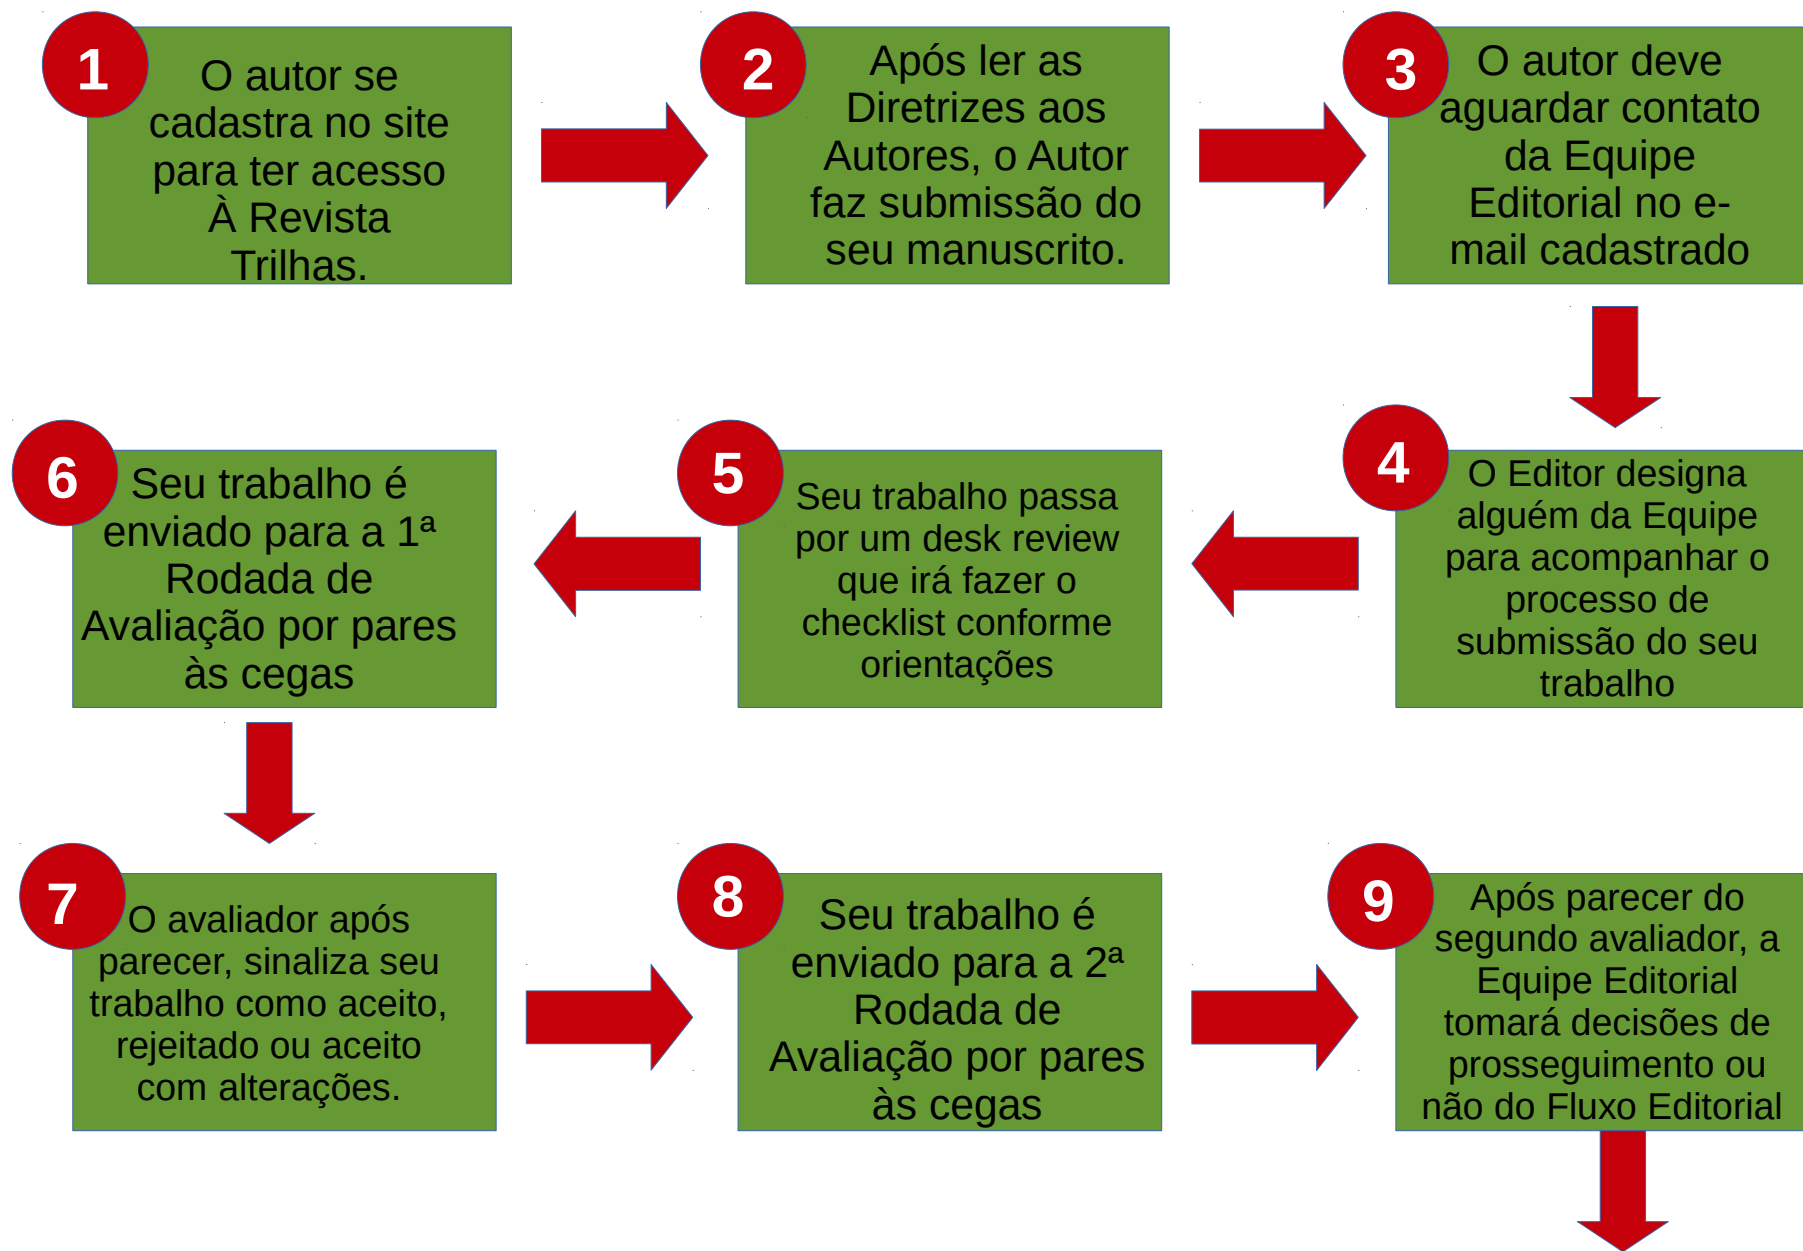 1
O autor se
cadastra no site
para ter acesso
À Revista
Trilhas.
2
Após ler as
Diretrizes aos
Autores, o Autor
faz submissão do
seu manuscrito.
3
O autor deve
aguardar contato
da Equipe
Editorial no e-
mail cadastrado
4
O Editor designa
alguém da Equipe
para acompanhar o
processo de
submissão do seu
trabalho
5
Seu trabalho passa
por um desk review
que irá fazer o
checklist conforme
orientações
6
Seu trabalho é
enviado para a 1ª
Rodada de
Avaliação por pares
às cegas
7
O avaliador após
parecer, sinaliza seu
trabalho como aceito,
rejeitado ou aceito
com alterações.
8
Seu trabalho é
enviado para a 2ª
Rodada de
Avaliação por pares
às cegas
9
Após parecer do
segundo avaliador, a
Equipe Editorial
tomará decisões de
prosseguimento ou
não do Fluxo Editorial